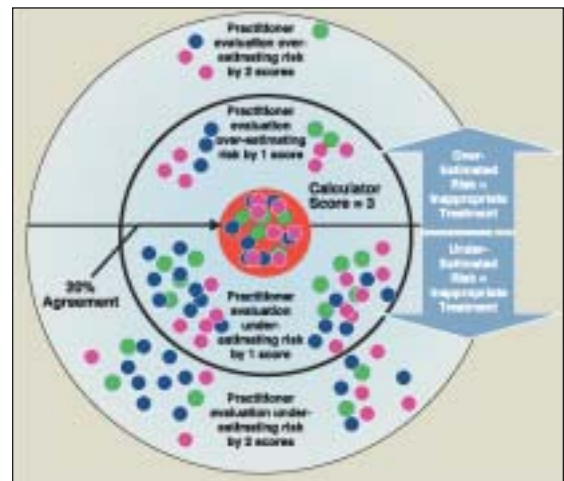 Practitioner
evaluation over-
estimating risk
by 2 scores
Practitioner
evaluation
over-estimating
risk by 1 score
Calculator
Score = 3
20%
Agreement
Practitioner
evaluation
under-
estimating risk
by 1 score
Practitioner
evaluation under-
estimating risk
by 2 scores
Over-
Estimated
Risk =
Inappropriate
Treatment
Under-
Estimated
Risk =
Inappropriate
Treatment